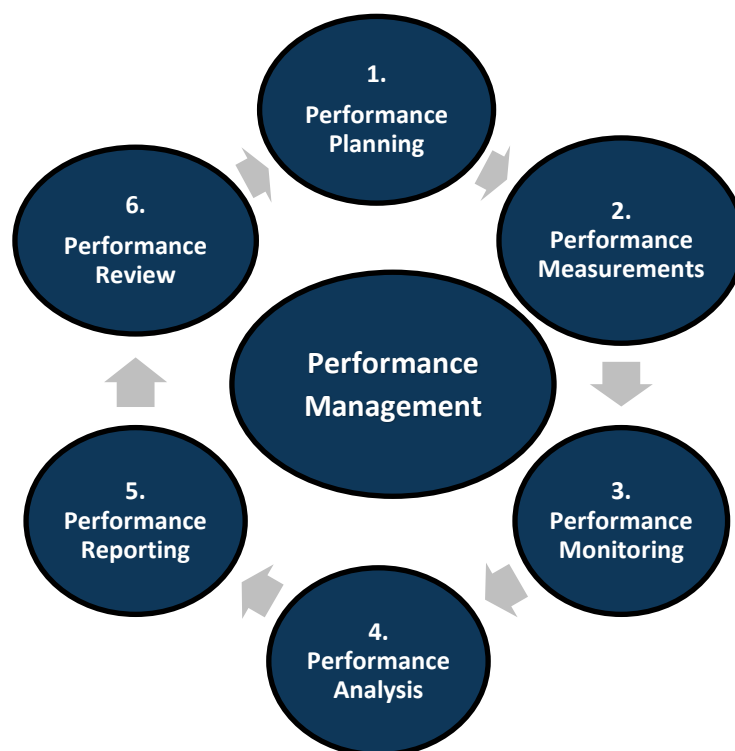 1.
Performance
Planning
2.
Performance
Measurements
3.
Performance
Monitoring
4.
Performance
Analysis
5.
Performance
Reporting
6.
Performance
Review
Performance
Management